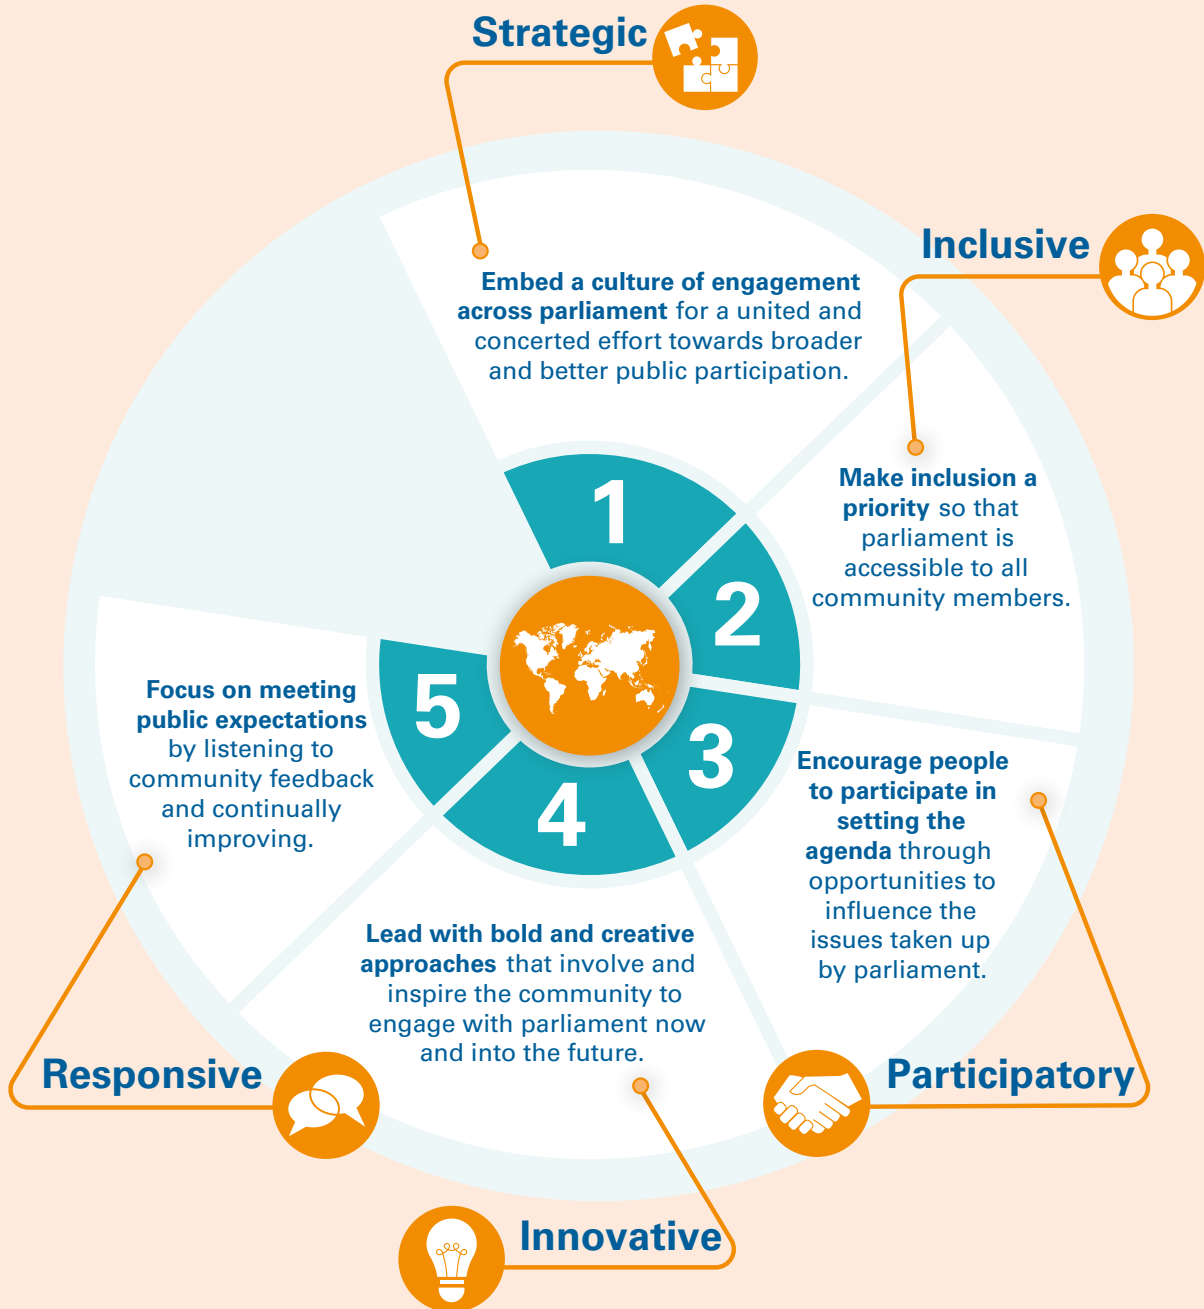 Strategic
Embed a culture of engagement
across parliament for a united and
concerted effort towards broader
and better public participation.
1
Inclusive
Make inclusion a
priority so that
parliament is
accessible to all
community members.
2
Encourage people
to participate in
setting the
agenda through
opportunities to
influence the
issues taken up
by parliament.
3
Participatory
Lead with bold and creative
approaches that involve and
inspire the community to
engage with parliament now
and into the future.
4
Innovative
Focus on meeting
public expectations
by listening to
community feedback
and continually
improving.
5
Responsive